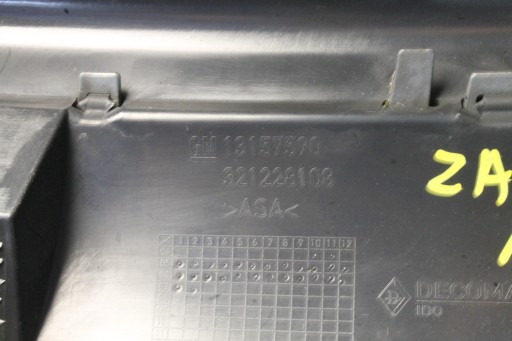 GM 13157590
321228108
>ASA<
ZA
1 2 3 4 5 6 7 8 9 10 11 12
DECOMA
IDO